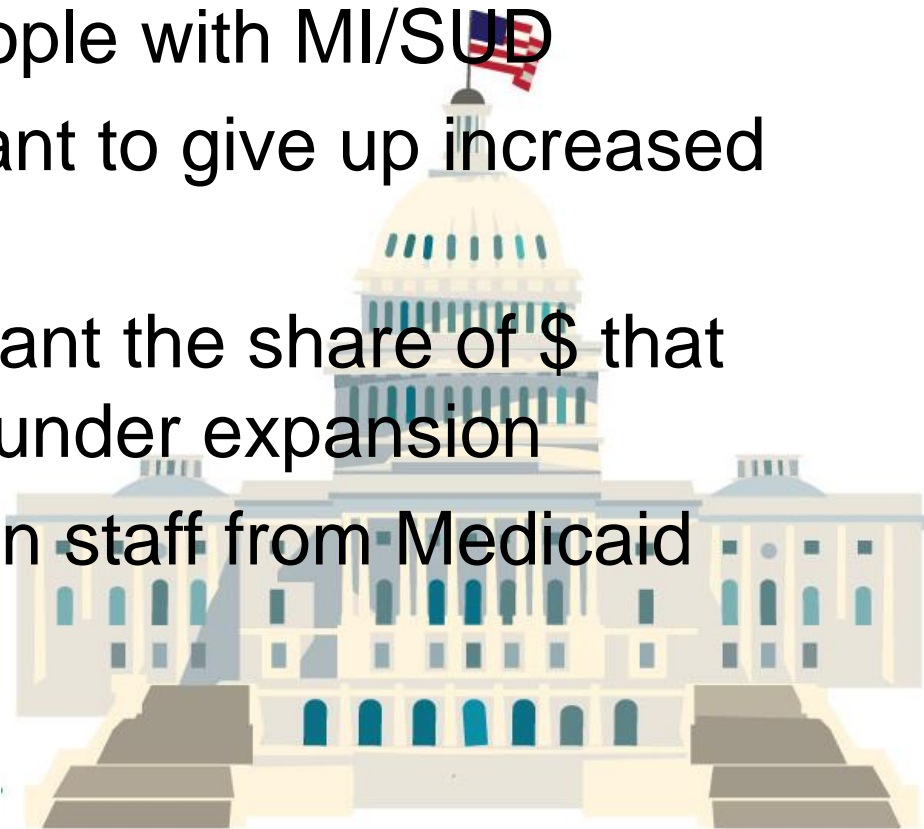 ople with MI/SUD
ant to give up increased
ant the share of $ that
under expansion
n staff from Medicaid